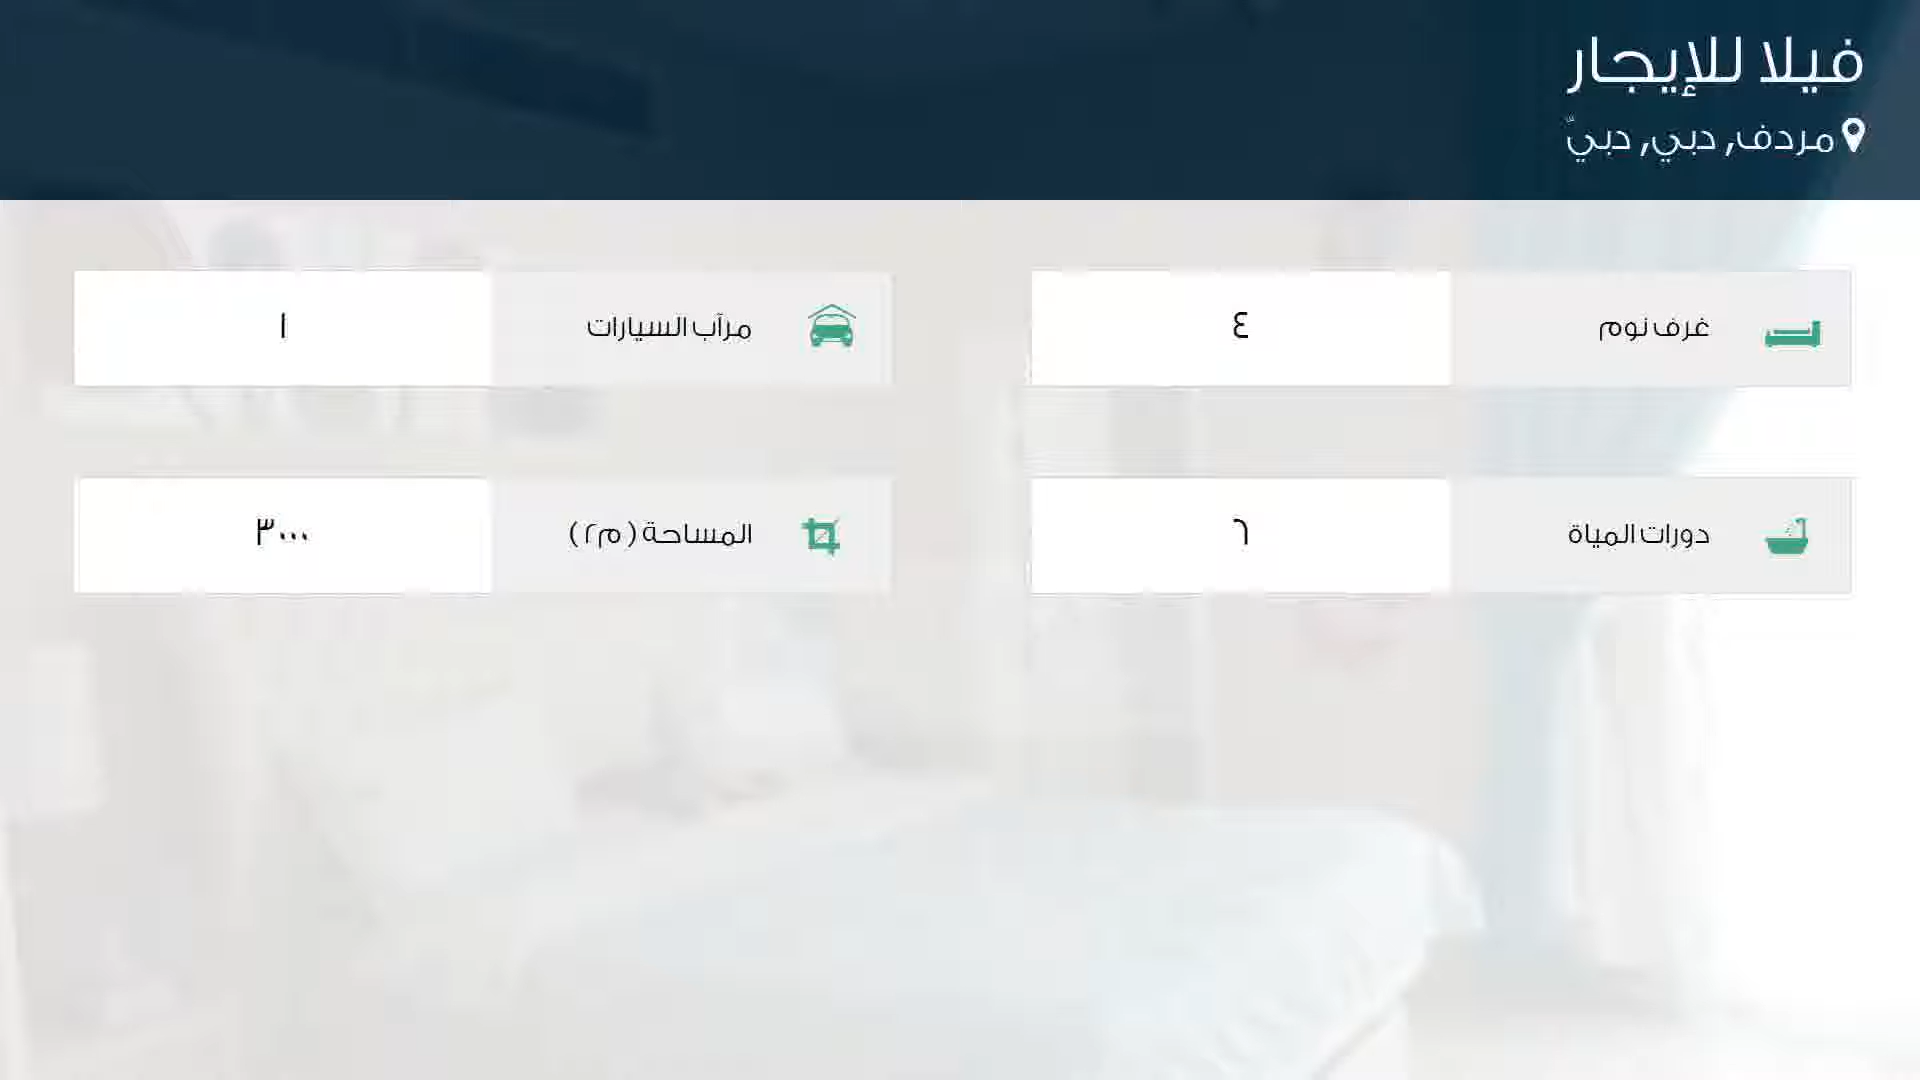 فيلا للإيجار
مردف, دبي, دبيّ
غرف نوم
٤
مرآب السيارات
١
دورات المياة
٦
المساحة (م٢)
٣٠٠٠